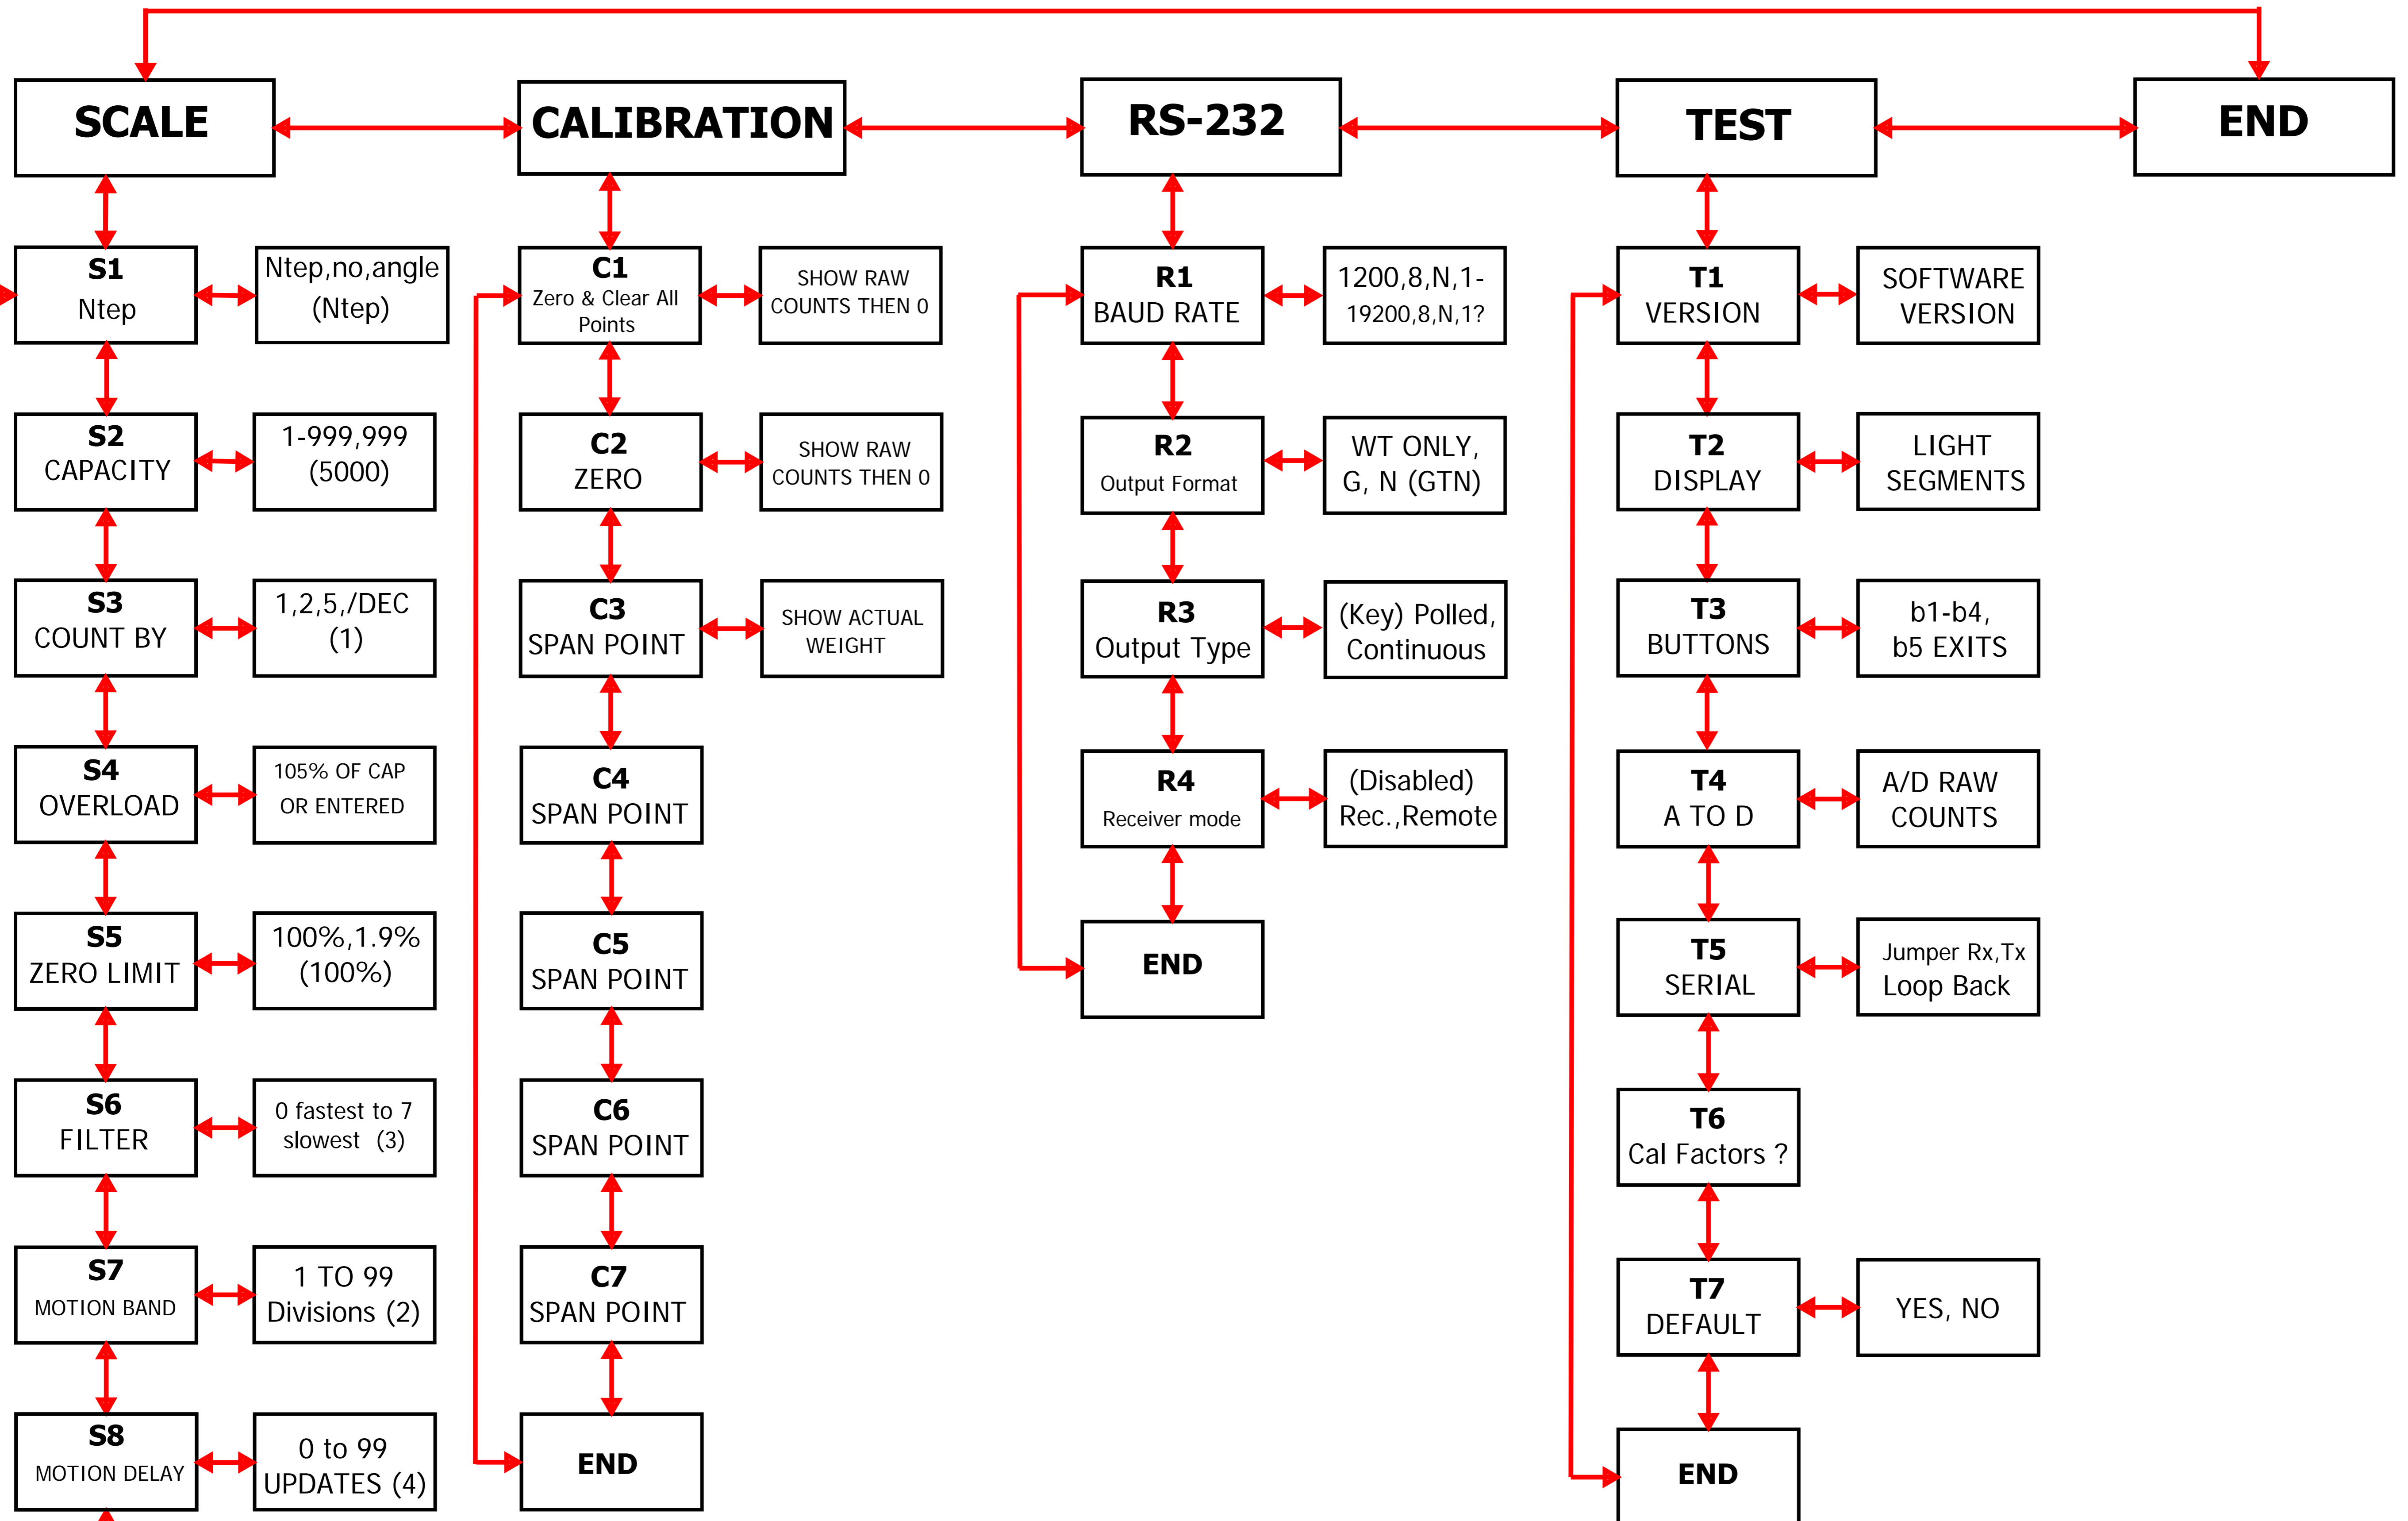 SCALE
CALIBRATION
RS-232
TEST
END
S1
Ntep
Ntep,no,angle
(Ntep)
S2
CAPACITY
1-999,999
(5000)
S3
COUNT BY
1,2,5,/DEC
(1)
S4
OVERLOAD
105% OF CAP
OR ENTERED
S5
ZERO LIMIT
100%,1.9%
(100%)
S6
FILTER
0 fastest to 7
slowest (3)
S7
MOTION BAND
1 TO 99
Divisions (2)
S8
MOTION DELAY
0 to 99
UPDATES (4)
C1
Zero & Clear All
Points
SHOW RAW
COUNTS THEN 0
C2
ZERO
SHOW RAW
COUNTS THEN 0
C3
SPAN POINT
SHOW ACTUAL
WEIGHT
C4
SPAN POINT
C5
SPAN POINT
C6
SPAN POINT
C7
SPAN POINT
END
R1
BAUD RATE
1200,8,N,1-
19200,8,N,1?
R2
Output Format
WT ONLY,
G, N (GTN)
R3
Output Type
(Key) Polled,
Continuous
R4
Receiver mode
(Disabled)
Rec.,Remote
END
T1
VERSION
SOFTWARE
VERSION
T2
DISPLAY
LIGHT
SEGMENTS
T3
BUTTONS
b1-b4,
b5 EXITS
T4
A TO D
A/D RAW
COUNTS
T5
SERIAL
Jumper Rx,Tx
Loop Back
T6
Cal Factors ?
T7
DEFAULT
YES, NO
END